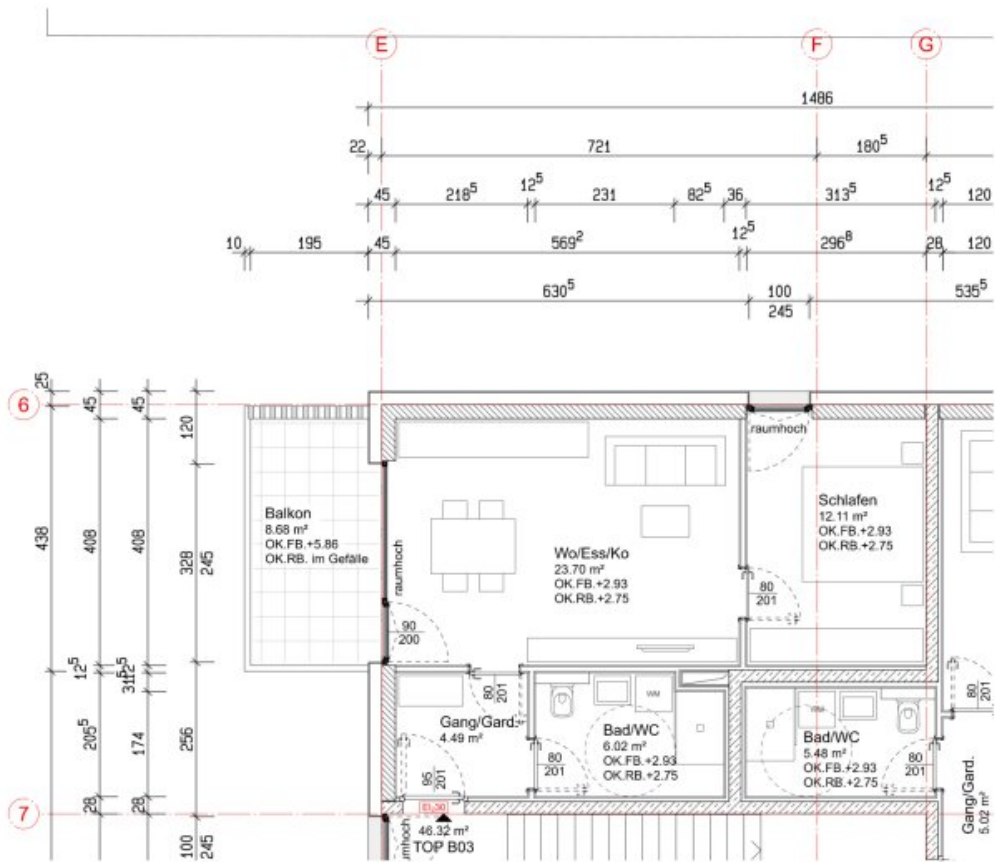 E
F
G
1486
22
721
180⁵
45
218⁵
12⁵
231
82⁵
36
313⁵
12⁵
120
10
195
45
569²
12⁵
296⁸
28
120
630⁵
100
245
535⁵
6
25
45
45
120
438
408
408
328
245
12⁵
12⁵
205⁵
174
256
28
28
100
245
7
raumhoch
Balkon
8.68 m²
OK.FB.+5.86
OK.RB. im Gefälle
raumhoch
90
200
Wo/Ess/Ko
23.70 m²
OK.FB.+2.93
OK.RB.+2.75
Schlafen
12.11 m²
OK.FB.+2.93
OK.RB.+2.75
80
201
80
201
Gang/Gard.
4.49 m²
95
201
WM
Bad/WC
6.02 m²
OK.FB.+2.93
OK.RB.+2.75
80
201
WM
Bad/WC
5.48 m²
OK.FB.+2.93
OK.RB.+2.75
80
201
80
201
Gang/Gard.
5.02 m²
46.32 m²
TOP B03